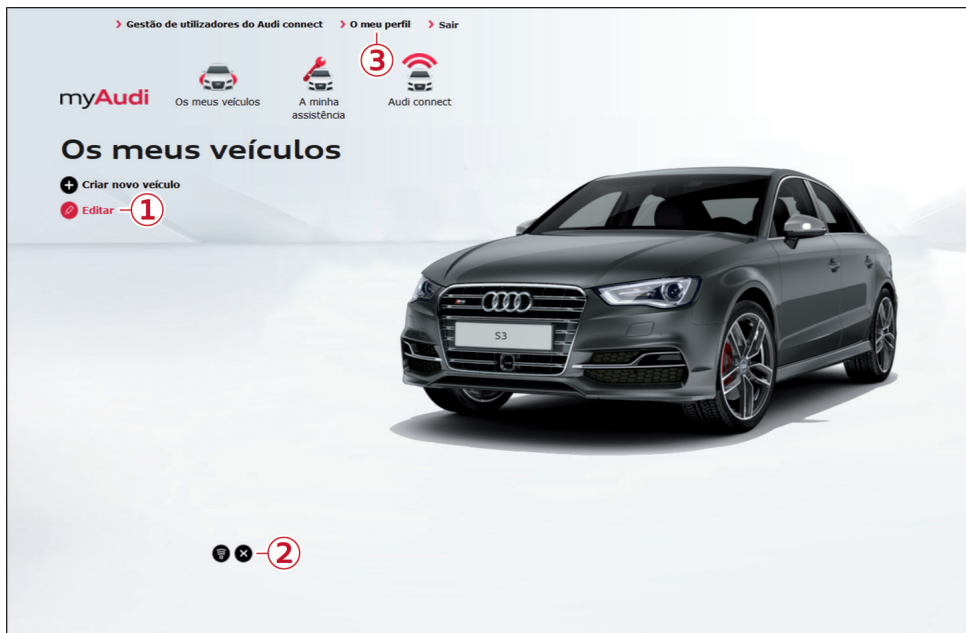 Gestão de utilizadores do Audi connect O meu perfil Sair
3
myAudi
Os meus veículos
A minha
assistência
Audi connect
Os meus veículos
Criar novo veículo
Editar 1
S3
2